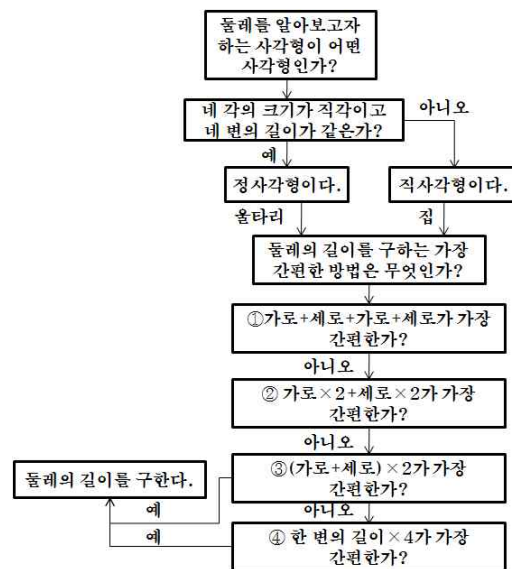 둘레를 알아보고자
하는 사각형이 어떤
사각형인가?
네 각의 크기가 직각이고
네 변의 길이가 같은가?
아니오
예
정사각형이다.
직사각형이다.
울타리
집
둘레의 길이를 구하는 가장
간편한 방법은 무엇인가?
①가로+세로+가로+세로가 가장
간편한가?
아니오
② 가로×2+세로×2가 가장
간편한가?
아니오
③(가로+세로)×2가 가장
간편한가?
둘레의 길이를 구한다.
예
아니오
예
④ 한 변의 길이×4가 가장
간편한가?